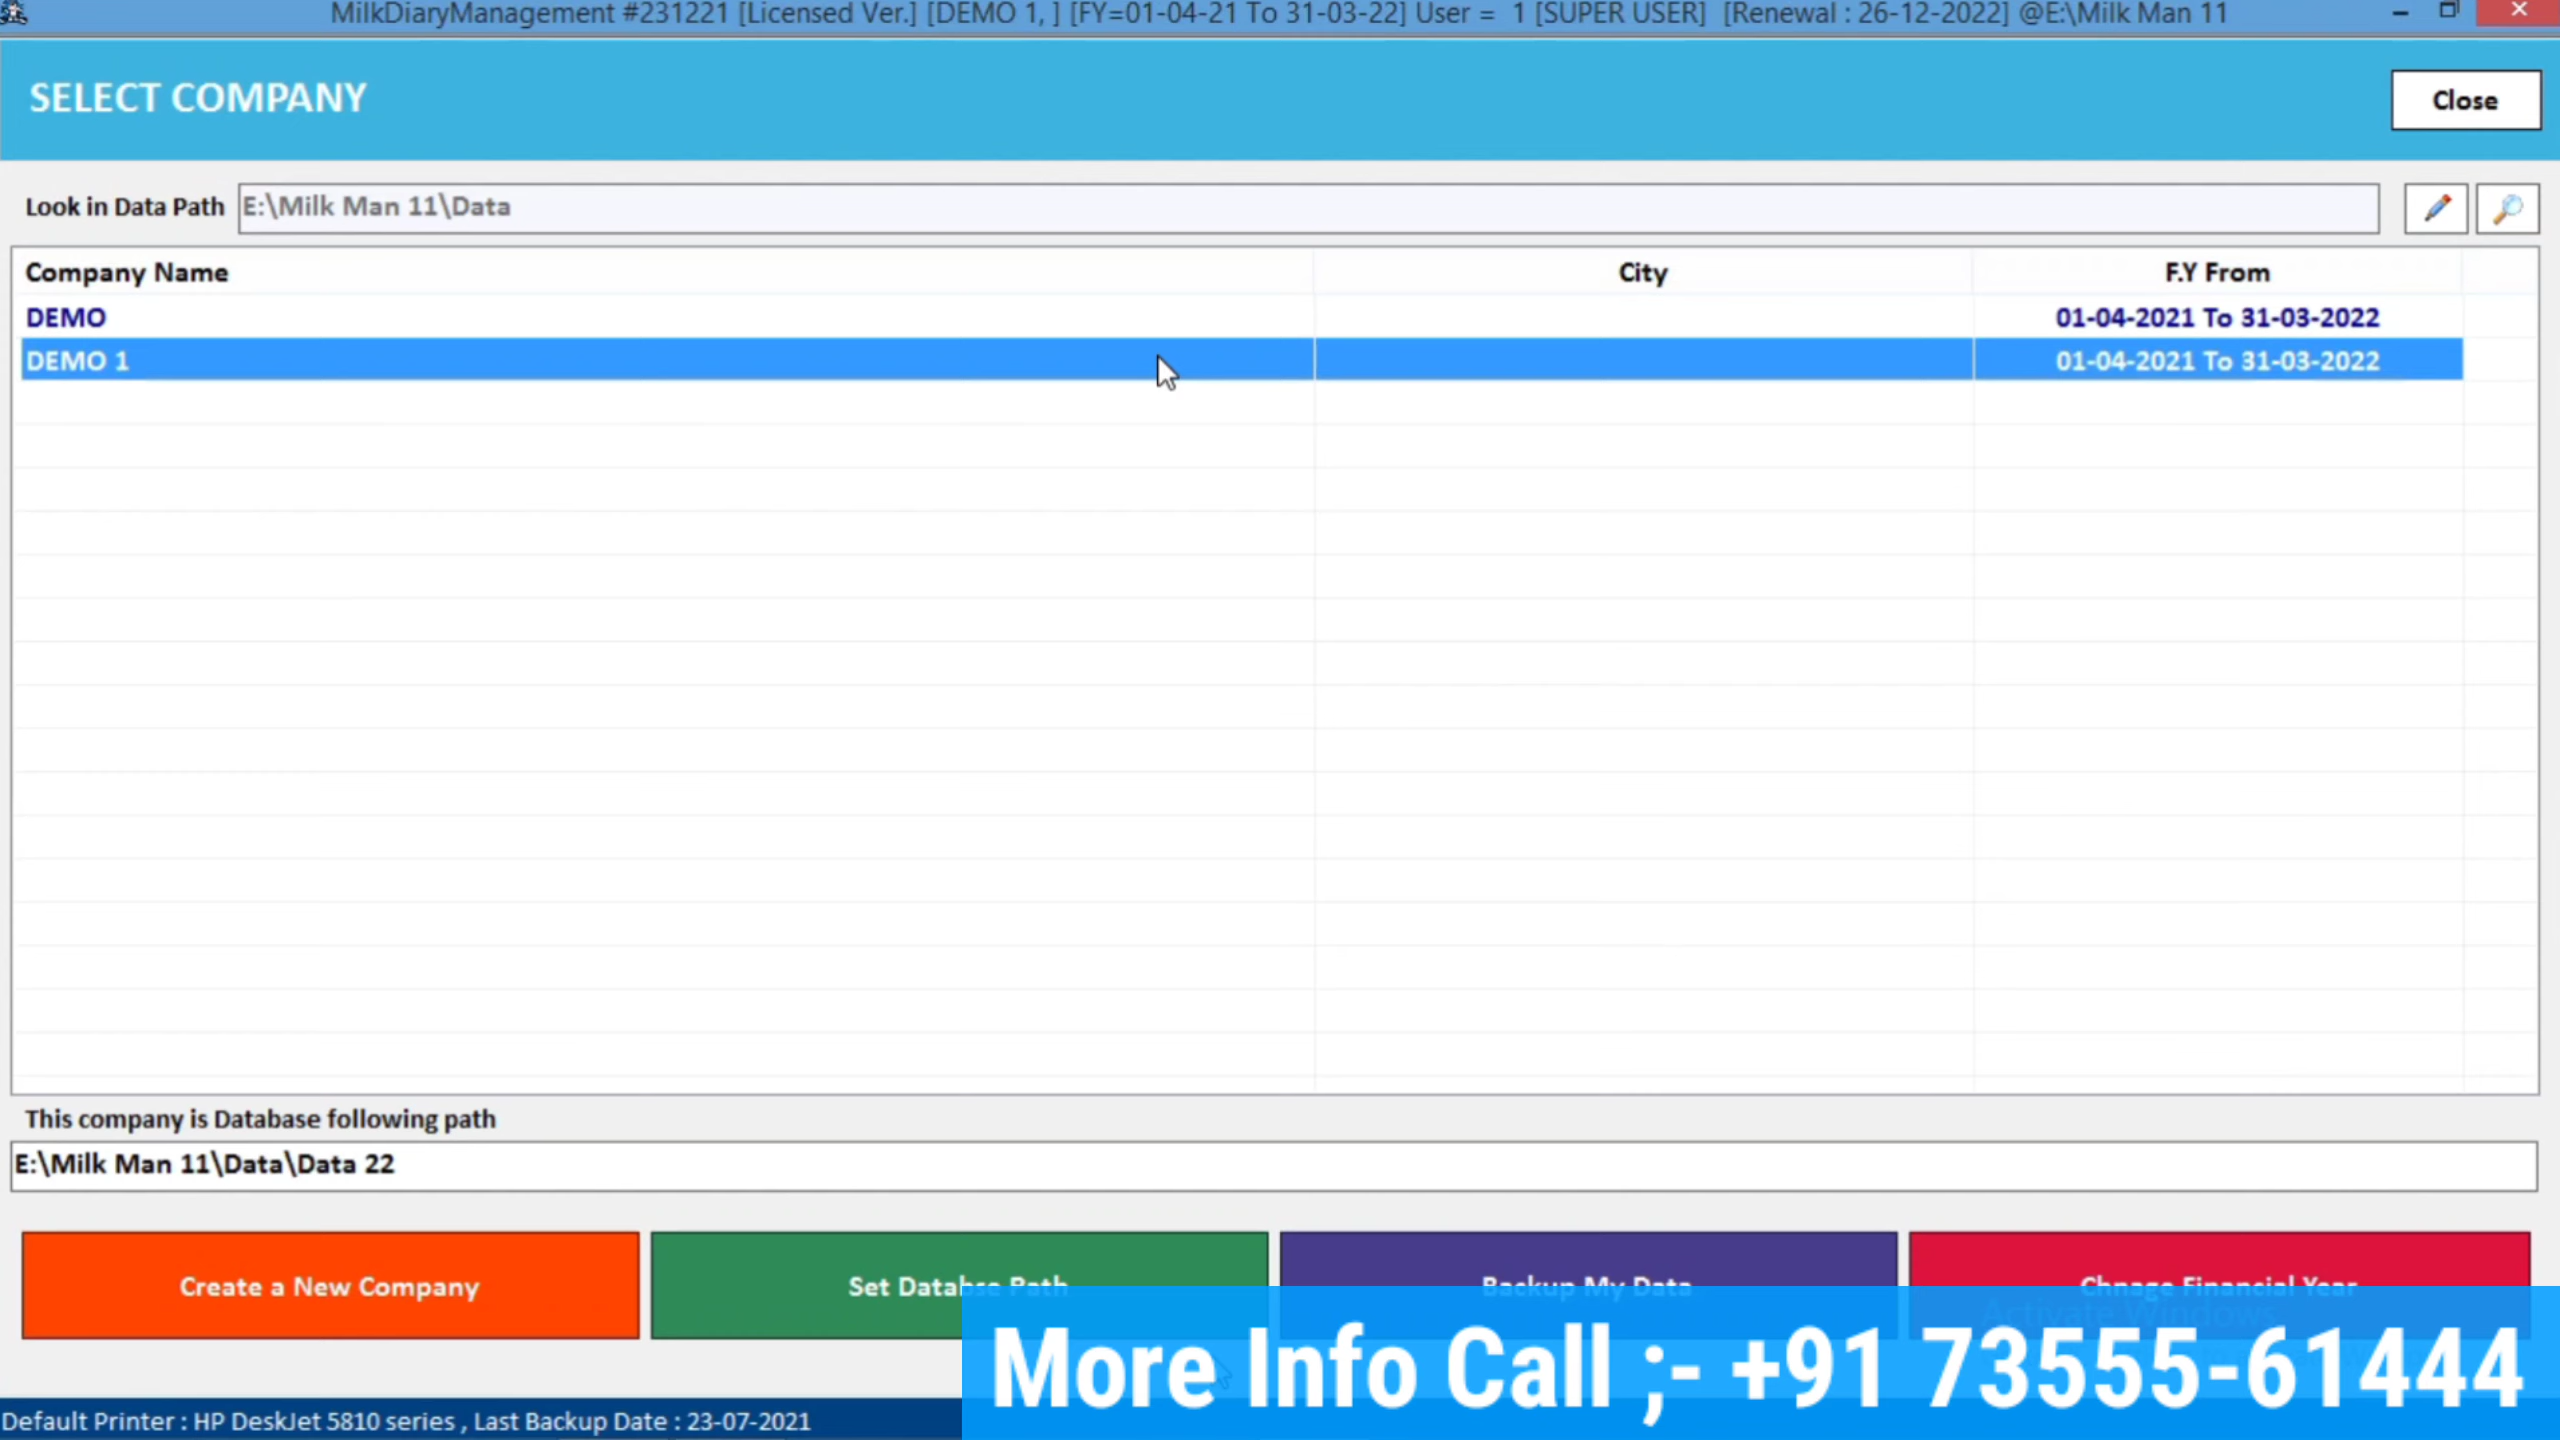 MilkDiaryManagement #231221 [Licensed Ver.] [DEMO 1, ] [FY=01-04-21 To 31-03-22] User = 1 [SUPER USER] [Renewal : 26-12-2022] @E:\Milk Man 11
SELECT COMPANY
Close
Look in Data Path E:\Milk Man 11\Data
Company Name City F.Y From
DEMO 01-04-2021 To 31-03-2022
DEMO 1 01-04-2021 To 31-03-2022
This company is Database following path
E:\Milk Man 11\Data\Data 22
Create a New Company Set Databse Path Backup My Data Chnage Financial Year
Activate Windows
More Info Call ;- +91 73555-61444
Default Printer : HP DeskJet 5810 series , Last Backup Date : 23-07-2021